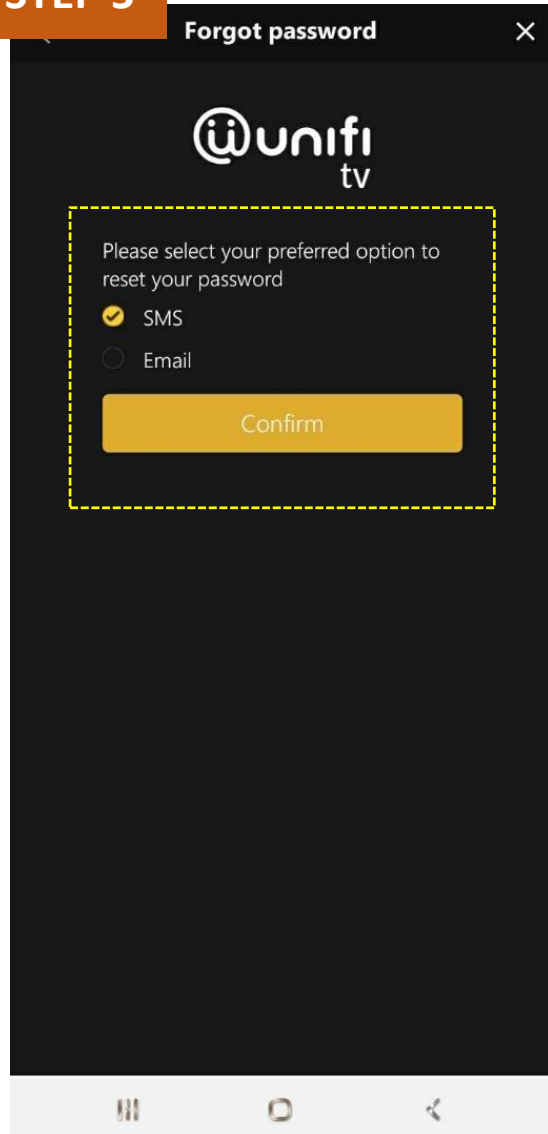 Forgot password
unifi
tv
Please select your preferred option to
reset your password
SMS
Email
Confirm